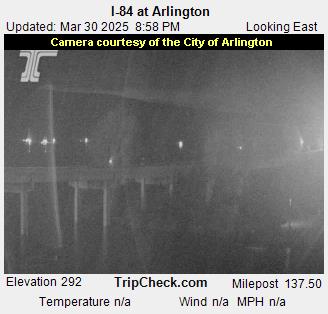 I-84 at Arlington
Updated: Mar 30 2025 8:58 PM Looking East
Camera courtesy of the City of Arlington
Elevation 292 TripCheck.com Milepost 137.50
Temperature n/a Wind n/a MPH n/a